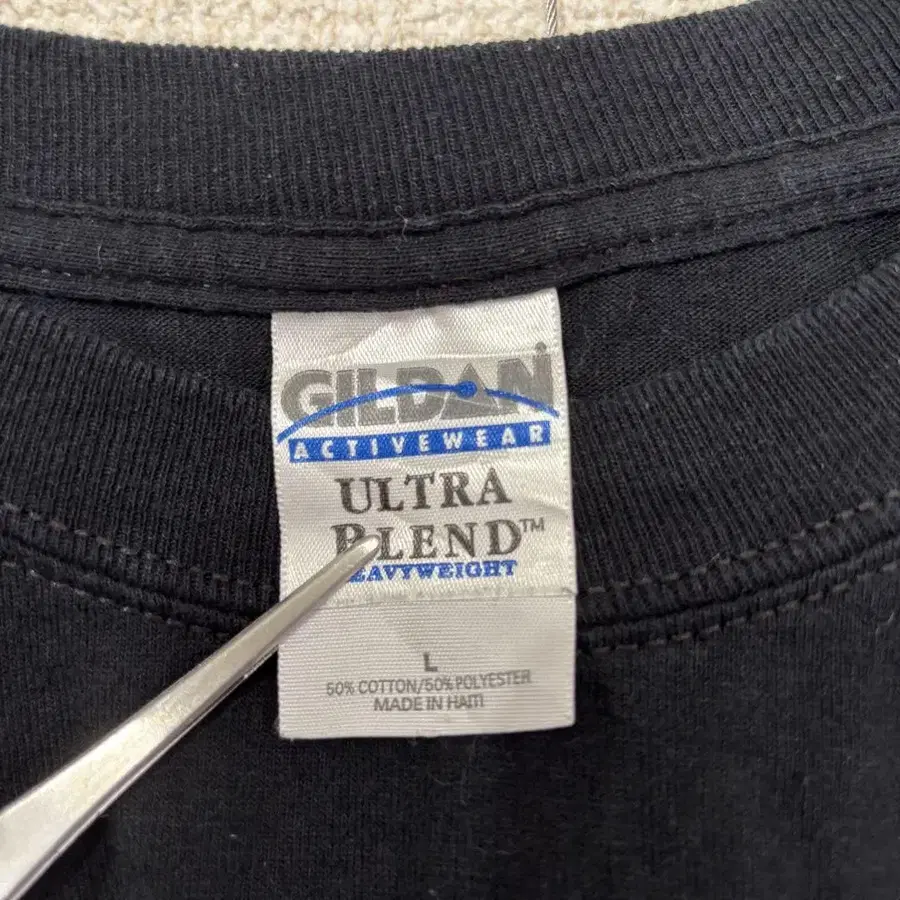 GILDAN
ACTIVEWEAR
ULTRA
BLEND™
HEAVYWEIGHT
L
50% COTTON/50% POLYESTER
MADE IN HAITI